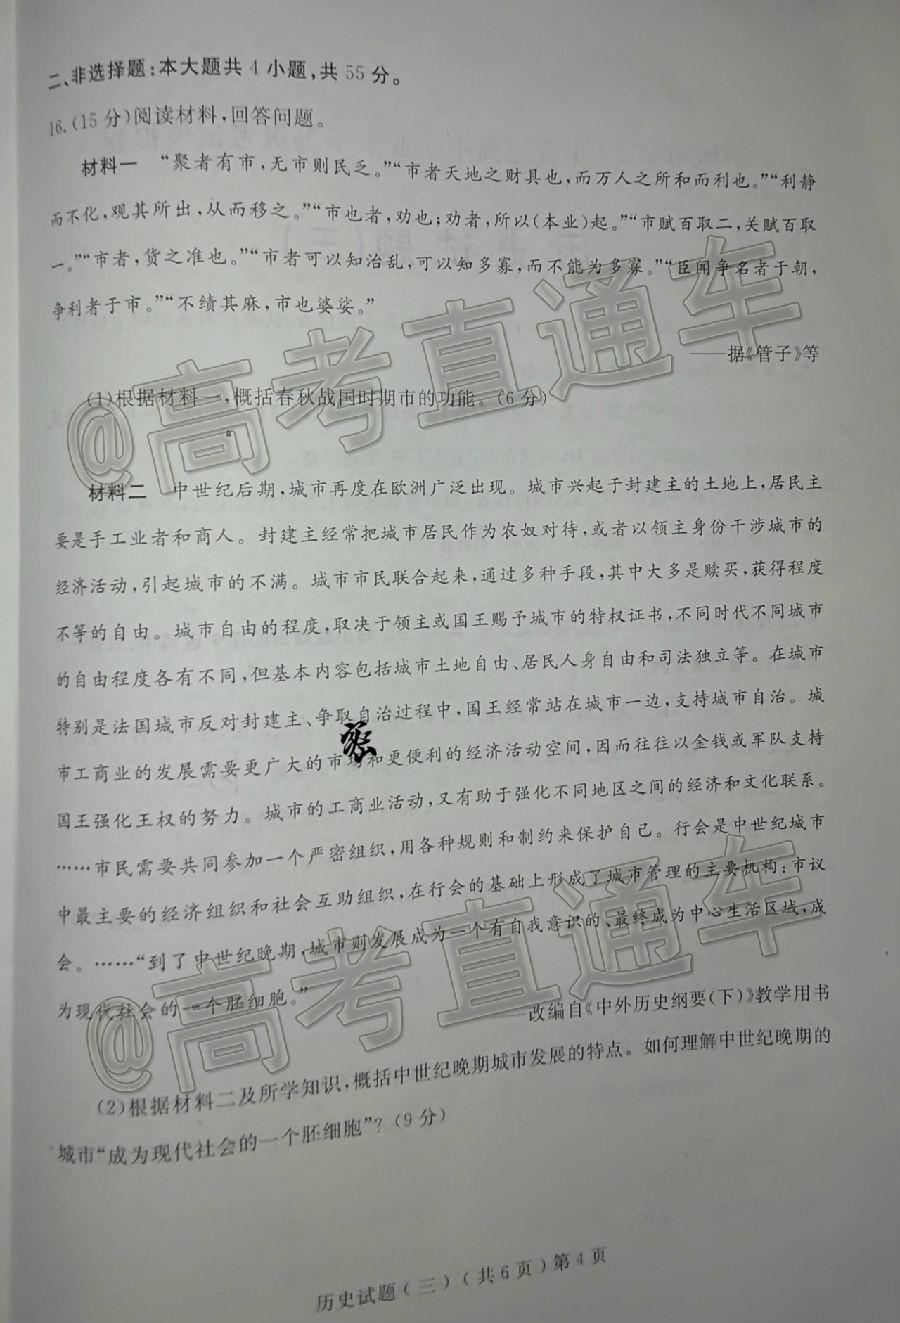 二、非选择题:本大题共 4 小题,共 55 分。
16.(15 分)阅读材料,回答问题。
材料一 “聚者有市,无市则民乏。”“市者天地之财具也,而万人之所和而利也。”“利静
而不化,观其所出,从而移之。”“市也者,劝也;劝者,所以(本业)起。”“市赋百取二,关赋百取
一。”“市者,货之准也。”“市者可以知治乱,可以知多寡,而不能为多寡。”“臣闻争名者于朝,
争利者于市。”“不绩其麻,市也婆娑。”
——据《管子》等
(1)根据材料一,概括春秋战国时期市的功能。(6 分)
材料二 中世纪后期,城市再度在欧洲广泛出现。城市兴起于封建主的土地上,居民主
要是手工业者和商人。封建主经常把城市居民作为农奴对待,或者以领主身份干涉城市的
经济活动,引起城市的不满。城市市民联合起来,通过多种手段,其中大多是赎买,获得程度
不等的自由。城市自由的程度,取决于领主或国王赐予城市的特权证书,不同时代不同城市
的自由程度各有不同,但基本内容包括城市土地自由、居民人身自由和司法独立等。在城市
特别是法国城市反对封建主、争取自治过程中,国王经常站在城市一边,支持城市自治。城
市工商业的发展需要更广大的市场和更便利的经济活动空间,因而往往以金钱或军队支持
国王强化王权的努力。城市的工商业活动,又有助于强化不同地区之间的经济和文化联系。
……市民需要共同参加一个严密组织,用各种规则和制约来保护自己。行会是中世纪城市
中最主要的经济组织和社会互助组织,在行会的基础上形成了城市管理的主要机构:市议
会。……“到了中世纪晚期,城市则发展成为一个有自我意识的、最终成为中心生活区域,成
为现代社会的一个胚细胞。”
改编自《中外历史纲要(下)》教学用书
(2)根据材料二及所学知识,概括中世纪晚期城市发展的特点。如何理解中世纪晚期的
城市“成为现代社会的一个胚细胞”?(9 分)
历史试题(三)(共 6 页)第 4 页
@高考直通车
@高考直通车